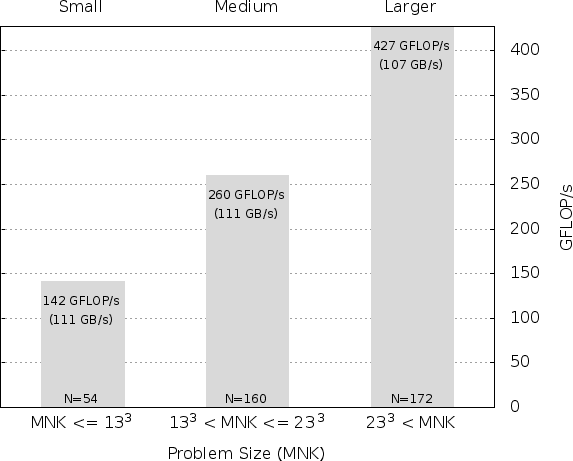 Small Medium Larger
427 GFLOP/s
(107 GB/s)
260 GFLOP/s
(111 GB/s)
142 GFLOP/s
(111 GB/s)
N=54 N=160 N=172
400
350
300
250
200
150
100
50
0
GFLOP/s
MNK <= 13³ 13³ < MNK <= 23³ 23³ < MNK
Problem Size (MNK)